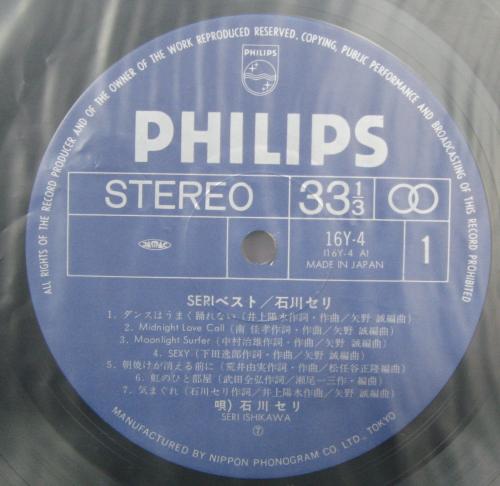 ALL RIGHTS OF THE RECORD PRODUCER AND OF THE OWNER OF THE WORK REPRODUCED RESERVED. COPYING, PUBLIC PERFORMANCE AND BROADCASTING OF THIS RECORD PROHIBITED
PHILIPS
PHILIPS
STEREO
33 1/3
16Y-4
(16Y-4 A)
MADE IN JAPAN
1
JASRAC
SERIベスト/石川セリ
1. ダンスはうまく踊れない(井上陽水作詞・作曲/矢野 誠編曲)
2. Midnight Love Call (南 佳孝作詞・作曲/矢野 誠編曲)
3. Moonlight Surfer (中村治雄作詞・作曲/矢野 誠編曲)
4. SEXY (下田逸郎作詞・作曲/矢野 誠編曲)
5. 朝焼けが消える前に(荒井由実作詞・作曲/松任谷正隆編曲)
6. 虹のひと部屋(武田全弘作詞/瀬尾一三作・編曲)
7. 気まぐれ(石川セリ作詞/井上陽水作曲/矢野 誠編曲)
唄) 石川セリ
SERI ISHIKAWA
⑦
MANUFACTURED BY NIPPON PHONOGRAM CO. LTD., TOKYO